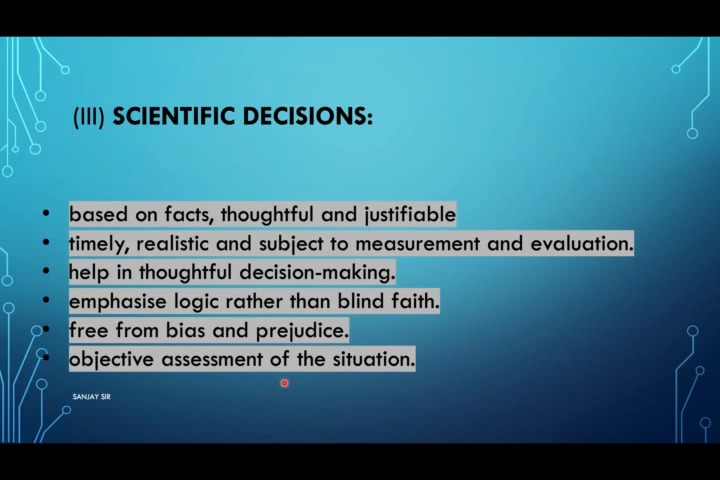 (III) SCIENTIFIC DECISIONS:
• based on facts, thoughtful and justifiable
• timely, realistic and subject to measurement and evaluation.
• help in thoughtful decision-making.
• emphasise logic rather than blind faith.
• free from bias and prejudice.
• objective assessment of the situation.
SANJAY SIR